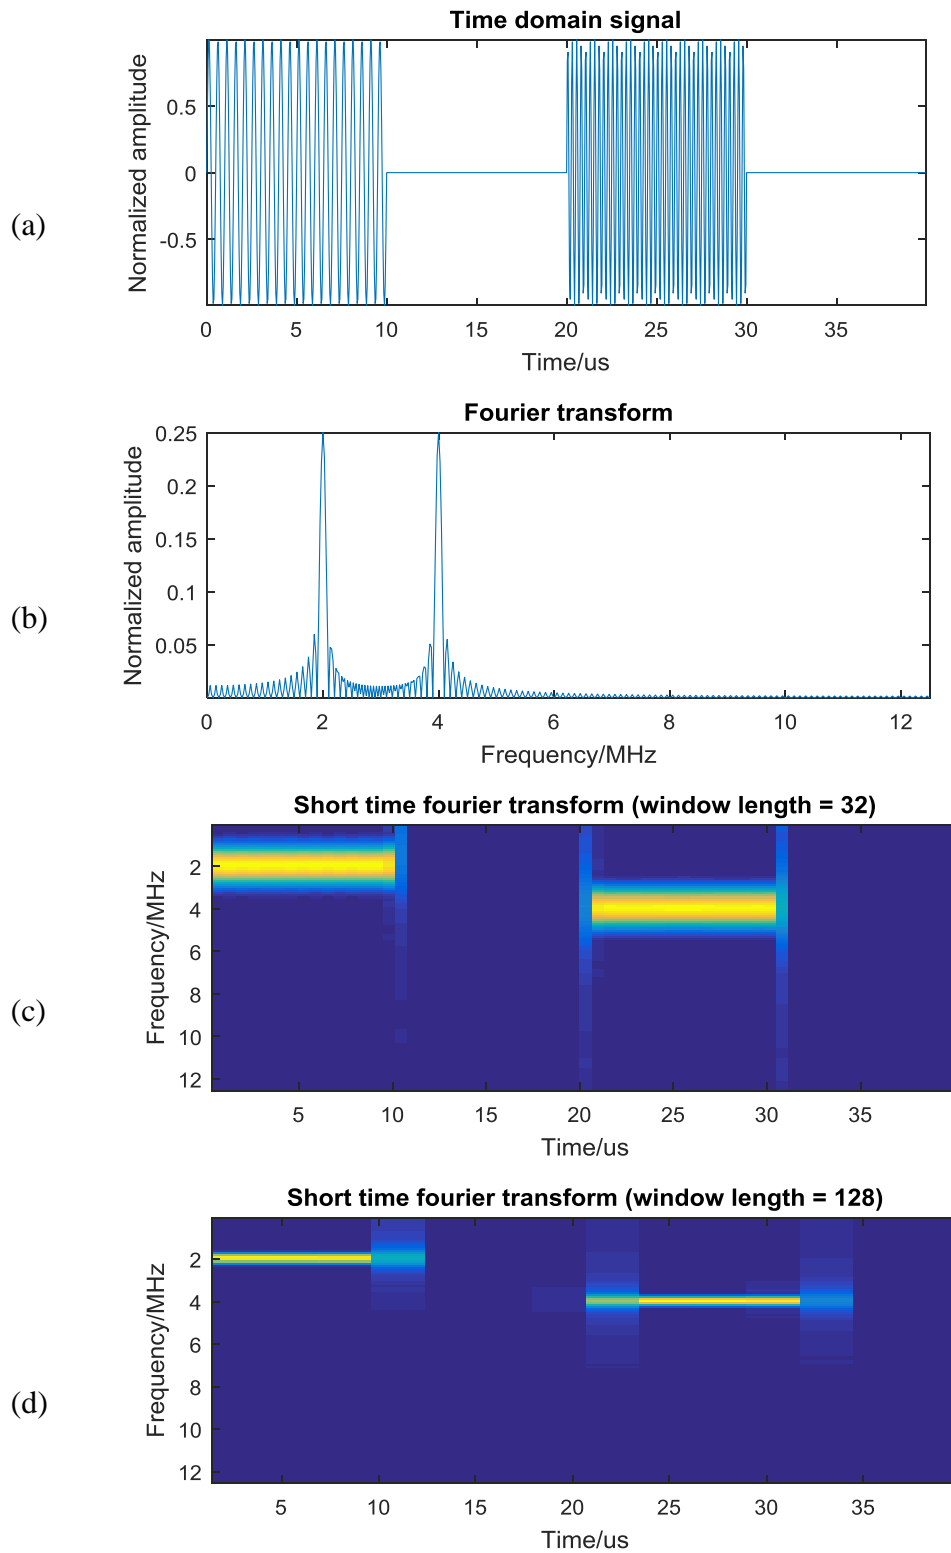 Time domain signal
(a)
Normalized amplitude
0.5
0
-0.5
0 5 10 15 20 25 30 35
Time/us
Fourier transform
(b)
Normalized amplitude
0.25
0.2
0.15
0.1
0.05
0 2 4 6 8 10 12
Frequency/MHz
Short time fourier transform (window length = 32)
(c)
Frequency/MHz
2
4
6
8
10
12
5 10 15 20 25 30 35
Time/us
Short time fourier transform (window length = 128)
(d)
Frequency/MHz
2
4
6
8
10
12
5 10 15 20 25 30 35
Time/us